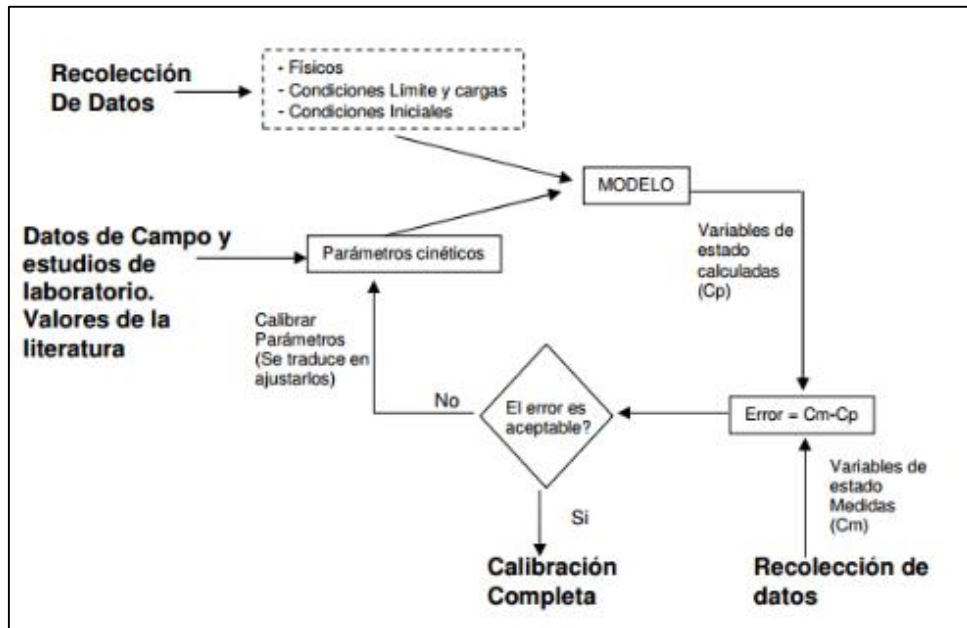 Recolección
De Datos
- Físicos
- Condiciones Límite y cargas
- Condiciones Iniciales
MODELO
Datos de Campo y
estudios de
laboratorio.
Valores de la
literatura
Parámetros cinéticos
Variables de
estado
calculadas
(Cp)
Calibrar
Parámetros
(Se traduce en
ajustarlos)
No
El error es
aceptable?
Error = Cm-Cp
Variables de
estado
Medidas
(Cm)
Si
Calibración
Completa
Recolección de
datos